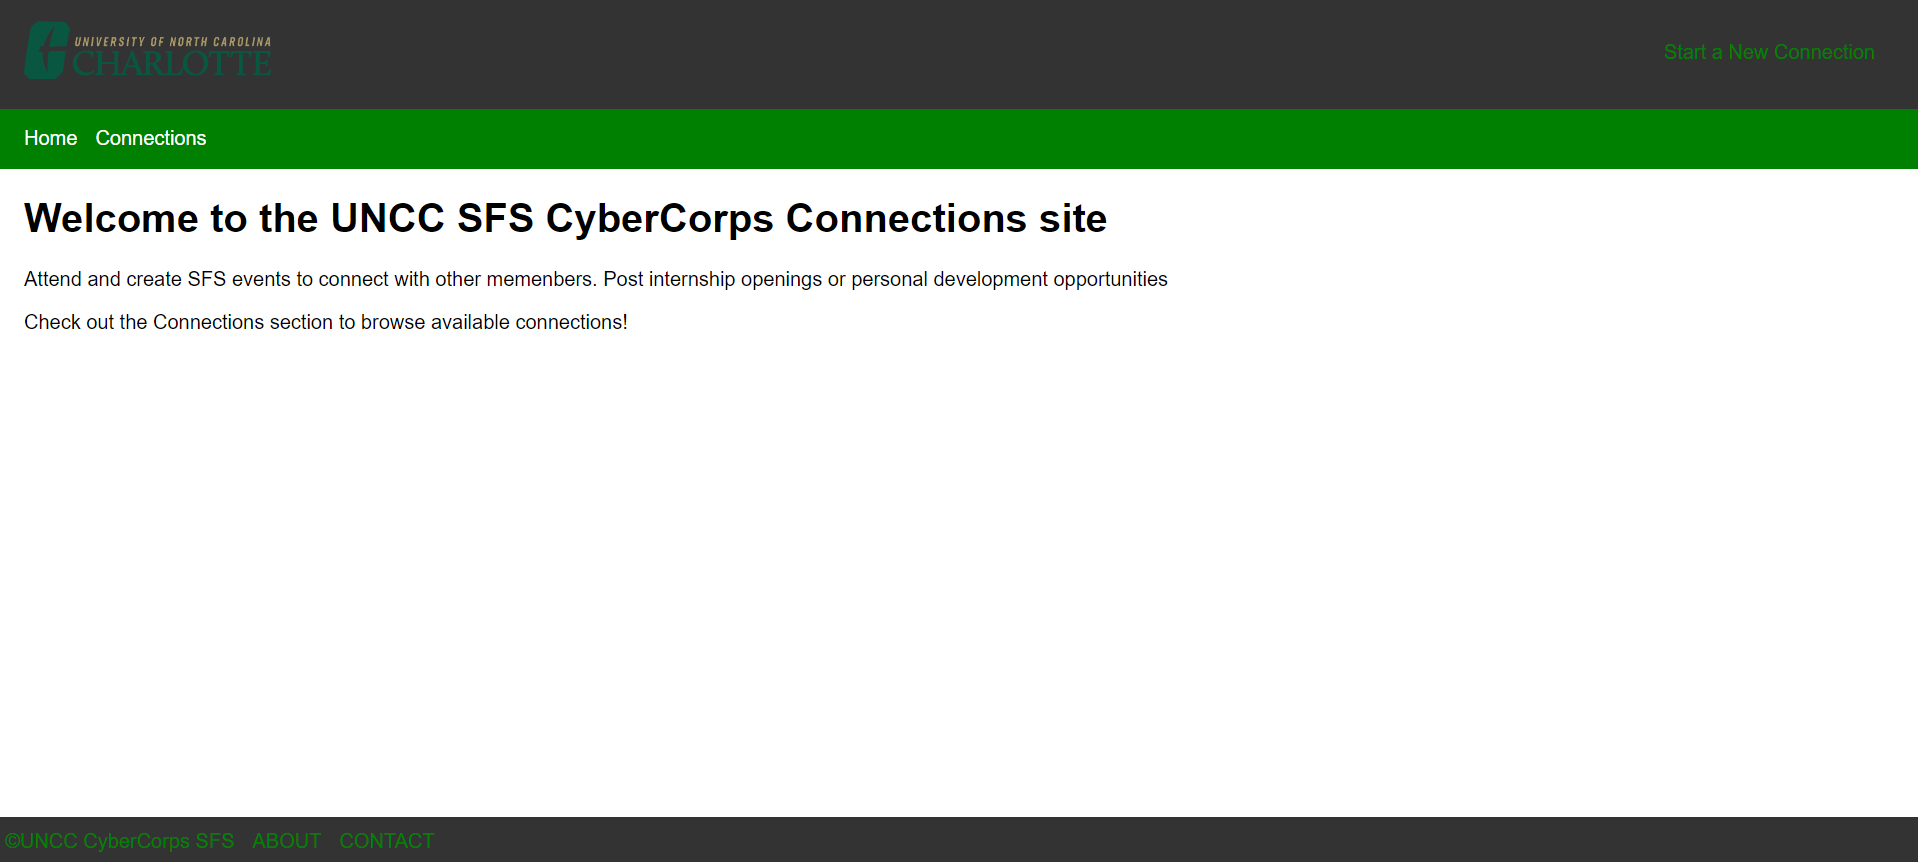 UNIVERSITY OF NORTH CAROLINA
CHARLOTTE
Start a New Connection
Home Connections
Welcome to the UNCC SFS CyberCorps Connections site
Attend and create SFS events to connect with other memenbers. Post internship openings or personal development opportunities
Check out the Connections section to browse available connections!
©UNCC CyberCorps SFS ABOUT CONTACT